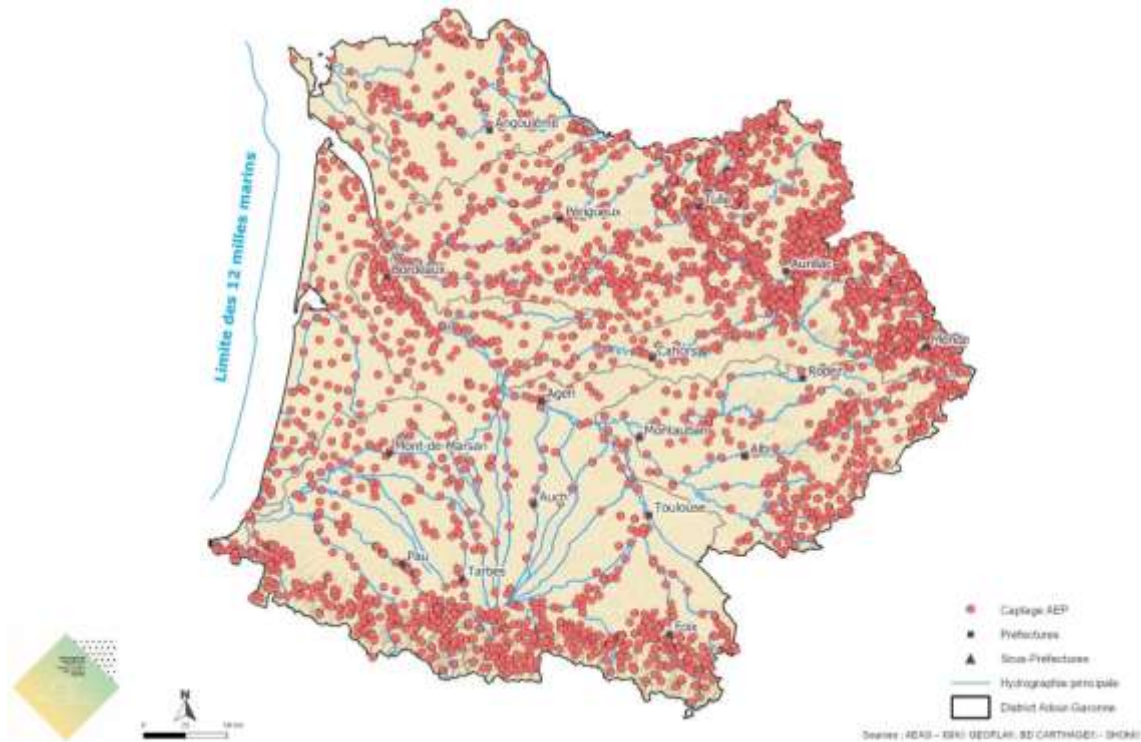 Limite des 12 milles marins
Angoulême
Périgueux
Tulle
Bordeaux
Aurillac
Mende
Cahors
Rodez
Agen
Montauban
Albi
Mont-de-Marsan
Auch
Toulouse
Pau
Tarbes
Foix
Captage AEP
Préfectures
Sous-Préfectures
Hydrographie principale
District Adour-Garonne
N
0